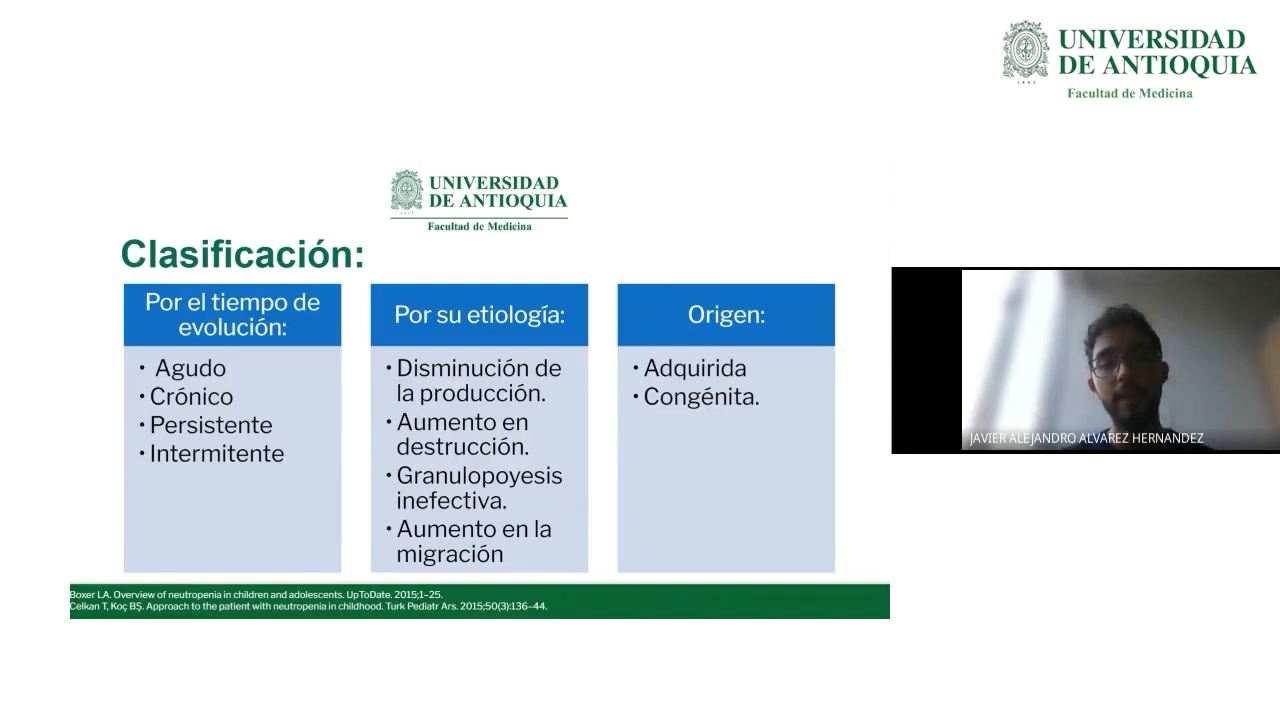 UNIVERSIDAD
DE ANTIOQUIA
1803
Facultad de Medicina
UNIVERSIDAD
DE ANTIOQUIA
Facultad de Medicina
Clasificación:
Por el tiempo de
evolución:
• Agudo
• Crónico
• Persistente
• Intermitente
Por su etiología:
• Disminución de
la producción.
• Aumento en
destrucción.
• Granulopoyesis
inefectiva.
• Aumento en la
migración
Origen:
• Adquirida
• Congénita.
JAVIER ALEJANDRO ALVAREZ HERNANDEZ
Boxer LA. Overview of neutropenia in children and adolescents. UpToDate. 2015;1–25.
Celkan T, Koç BŞ. Approach to the patient with neutropenia in childhood. Turk Pediatr Ars. 2015;50(3):136–44.